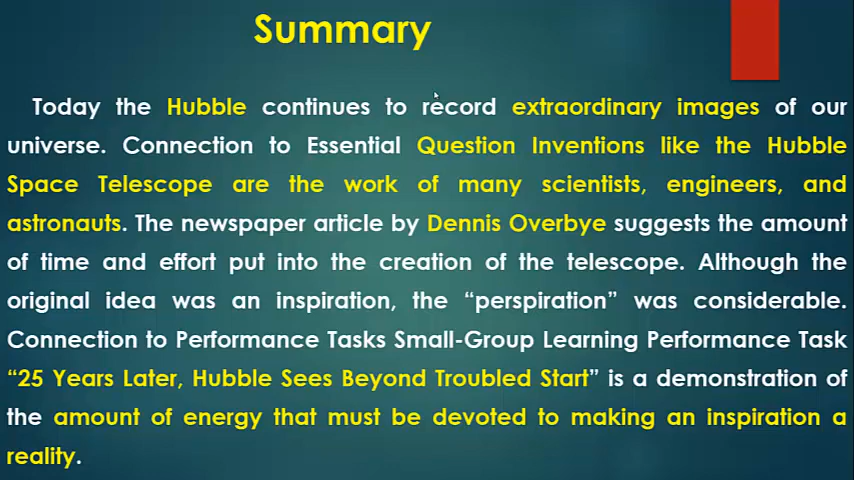 Summary
Today the Hubble continues to record extraordinary images of our
universe. Connection to Essential Question Inventions like the Hubble
Space Telescope are the work of many scientists, engineers, and
astronauts. The newspaper article by Dennis Overbye suggests the amount
of time and effort put into the creation of the telescope. Although the
original idea was an inspiration, the “perspiration” was considerable.
Connection to Performance Tasks Small-Group Learning Performance Task
“25 Years Later, Hubble Sees Beyond Troubled Start” is a demonstration of
the amount of energy that must be devoted to making an inspiration a
reality.